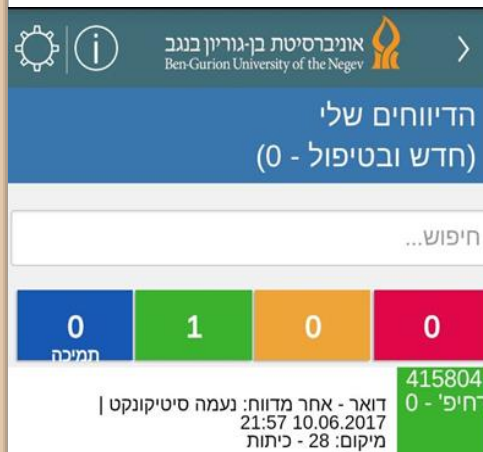 אוניברסיטת בן-גוריון בנגב
Ben-Gurion University of the Negev
הדיווחים שלי
(חדש ובטיפול - 0)
חיפוש...
0
0
1
0
תמיכה
415804
דחיפ' - 0
דואר - אחר מדווח: נעמה סיטיקונקט |
21:57 10.06.2017
מיקום: 28 - כיתות